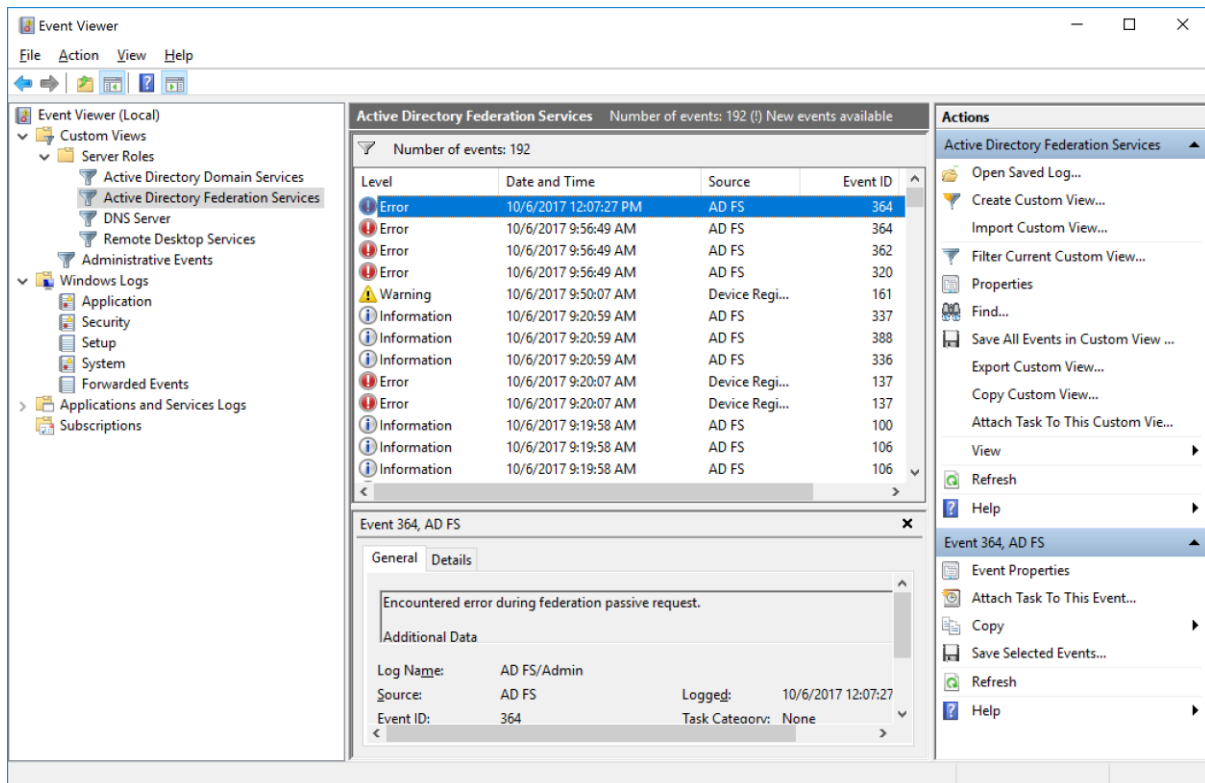 Event Viewer
File Action View Help
Event Viewer (Local)
Custom Views
Server Roles
Active Directory Domain Services
Active Directory Federation Services
DNS Server
Remote Desktop Services
Administrative Events
Windows Logs
Application
Security
Setup
System
Forwarded Events
Applications and Services Logs
Subscriptions
Active Directory Federation Services Number of events: 192 (!) New events available
Number of events: 192
Level Date and Time Source Event ID
Error 10/6/2017 12:07:27 PM AD FS 364
Error 10/6/2017 9:56:49 AM AD FS 364
Error 10/6/2017 9:56:49 AM AD FS 362
Error 10/6/2017 9:56:49 AM AD FS 320
Warning 10/6/2017 9:50:07 AM Device Regi... 161
Information 10/6/2017 9:20:59 AM AD FS 337
Information 10/6/2017 9:20:59 AM AD FS 388
Information 10/6/2017 9:20:59 AM AD FS 336
Error 10/6/2017 9:20:07 AM Device Regi... 137
Error 10/6/2017 9:20:07 AM Device Regi... 137
Information 10/6/2017 9:19:58 AM AD FS 100
Information 10/6/2017 9:19:58 AM AD FS 106
Information 10/6/2017 9:19:58 AM AD FS 106
Event 364, AD FS
General Details
Encountered error during federation passive request.
Additional Data
Log Name: AD FS/Admin
Source: AD FS Logged: 10/6/2017 12:07:27
Event ID: 364 Task Category: None
Actions
Active Directory Federation Services
Open Saved Log...
Create Custom View...
Import Custom View...
Filter Current Custom View...
Properties
Find...
Save All Events in Custom View ...
Export Custom View...
Copy Custom View...
Attach Task To This Custom Vie...
View
Refresh
Help
Event 364, AD FS
Event Properties
Attach Task To This Event...
Copy
Save Selected Events...
Refresh
Help